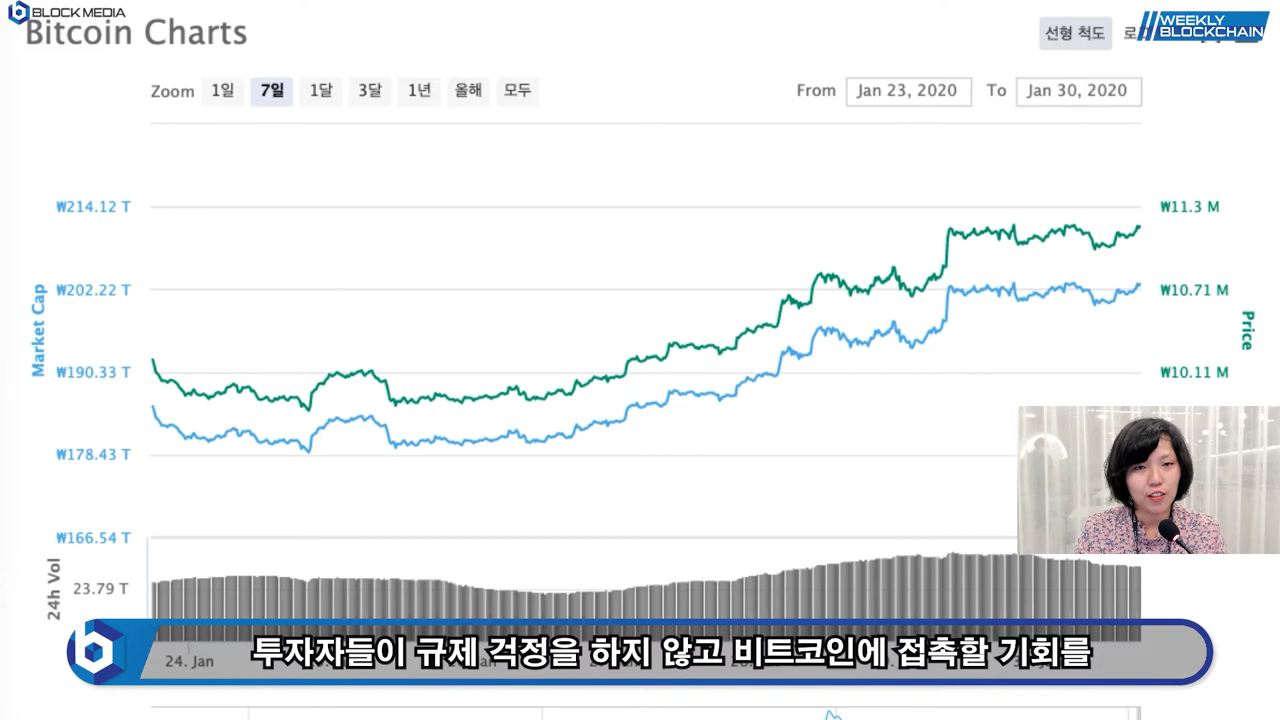 BLOCK MEDIA
WEEKLY
BLOCKCHAIN
Bitcoin Charts
선형 척도
Zoom 1일 7일 1달 3달 1년 올해 모두
From Jan 23, 2020 To Jan 30, 2020
₩214.12 T ₩11.3 M
₩202.22 T ₩10.71 M
₩190.33 T ₩10.11 M
₩178.43 T
₩166.54 T
23.79 T
Market Cap
Price
24h Vol
24. Jan
투자자들이 규제 걱정을 하지 않고 비트코인에 접촉할 기회를